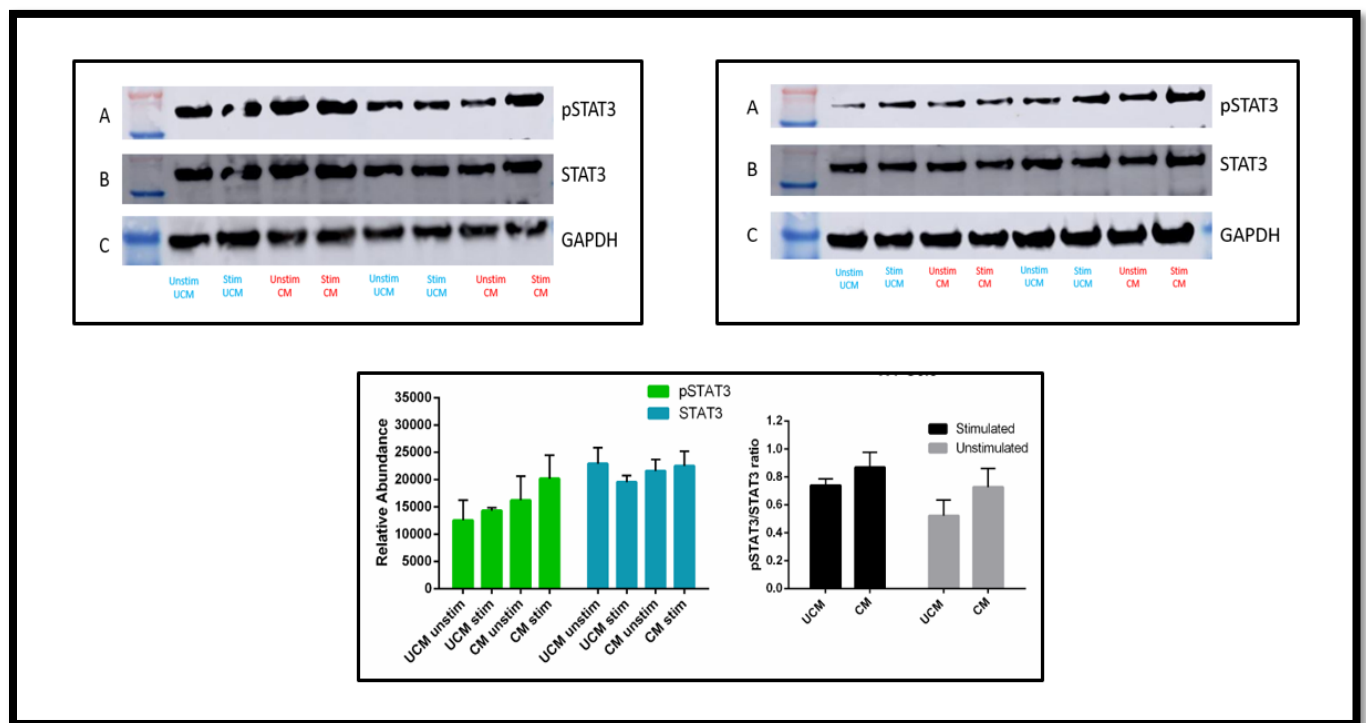 A
pSTAT3
B
STAT3
C
GAPDH
Unstim Stim Unstim Stim Unstim Stim Unstim Stim
UCM UCM CM CM UCM UCM CM CM
A
pSTAT3
B
STAT3
C
GAPDH
Unstim Stim Unstim Stim Unstim Stim Unstim Stim
UCM UCM CM CM UCM UCM CM CM
pSTAT3
STAT3
Relative Abundance
35000
30000
25000
20000
15000
10000
5000
0
UCM unstim
UCM stim
CM unstim
CM stim
UCM unstim
UCM stim
CM unstim
CM stim
Stimulated
Unstimulated
pSTAT3/STAT3 ratio
1.2
1.0
0.8
0.6
0.4
0.2
0.0
UCM
CM
UCM
CM